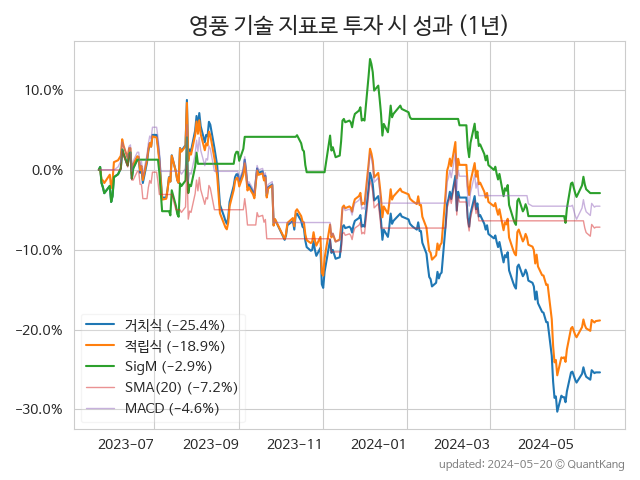 영풍 기술 지표로 투자 시 성과 (1년)
10.0%
0.0%
−10.0%
−20.0%
−30.0%
거치식 (−25.4%)
적립식 (−18.9%)
SigM (−2.9%)
SMA(20) (−7.2%)
MACD (−4.6%)
2023−07
2023−09
2023−11
2024−01
2024−03
2024−05
updated: 2024−05−20 © QuantKang